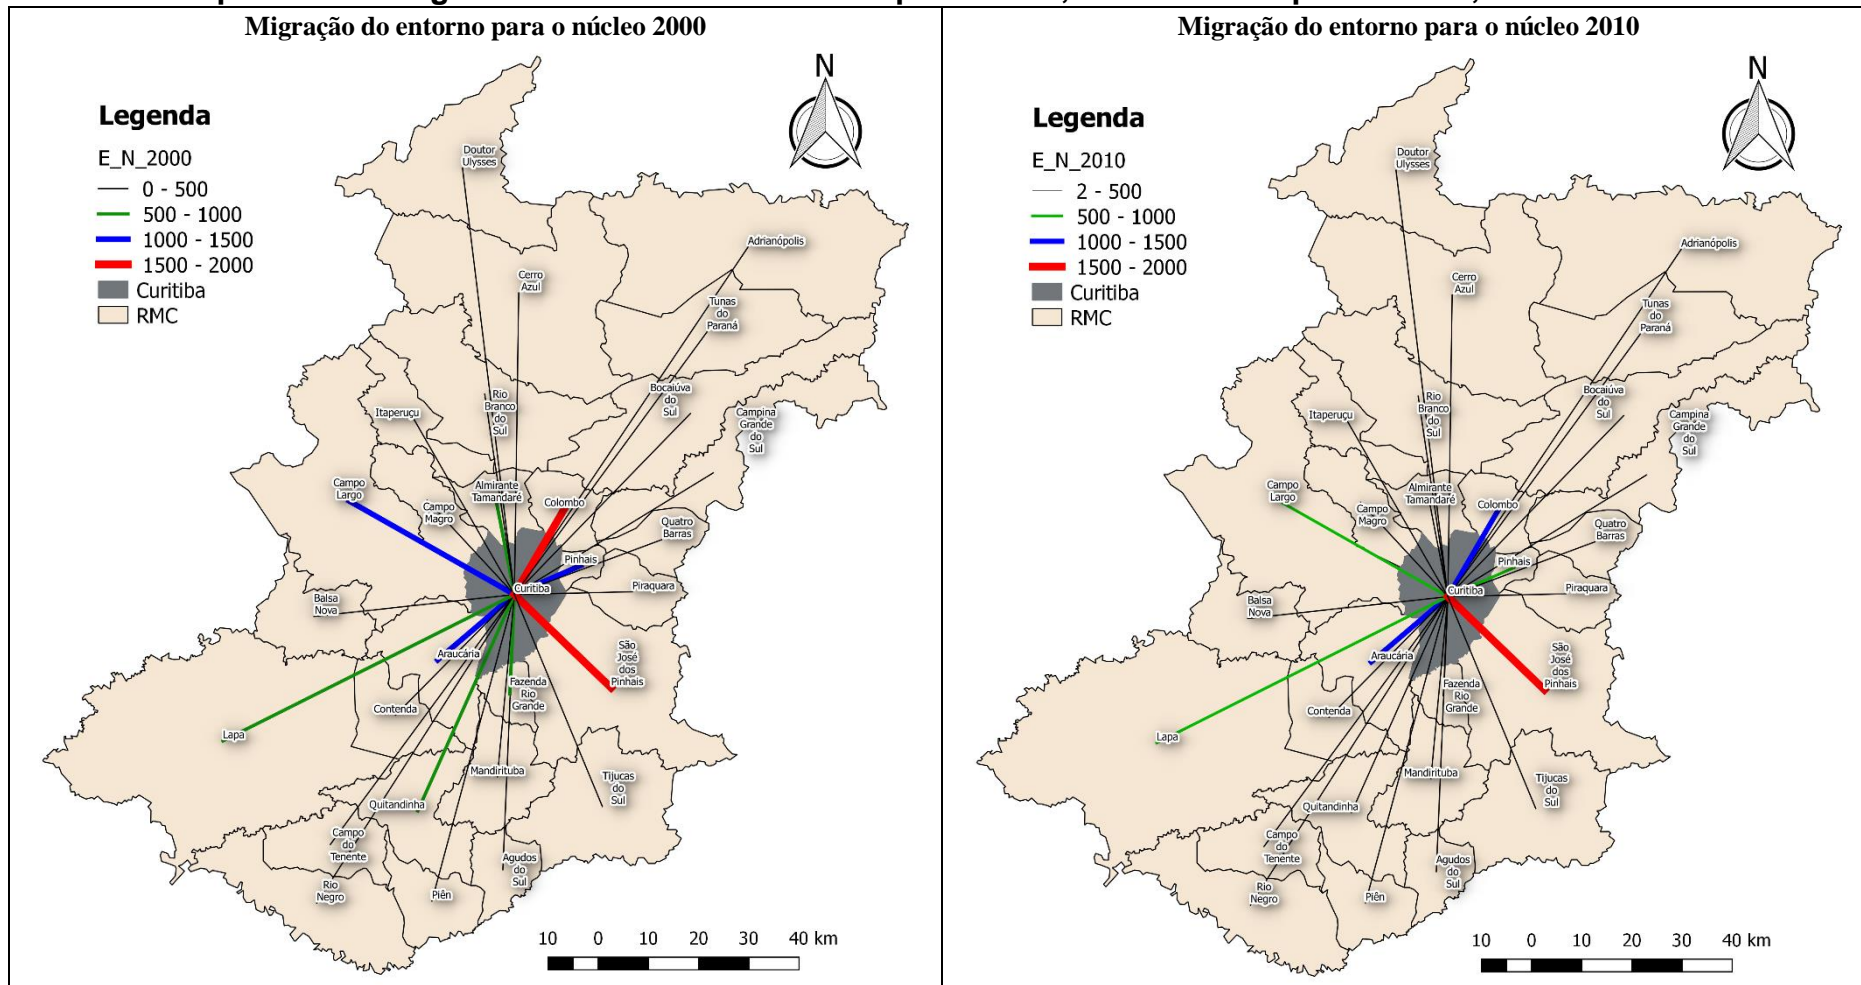 Migração do entorno para o núcleo 2000
N
Legenda
E_N_2000
0 - 500
500 - 1000
1000 - 1500
1500 - 2000
Curitiba
RMC
Doutor
Ulysses
Adrianópolis
Cerro
Azul
Tunas
do
Paraná
Rio
Branco
do
Sul
Bocaiúva
do
Sul
Itaperuçu
Campina
Grande
do
Sul
Campo
Largo
Almirante
Tamandaré
Colombo
Campo
Magro
Quatro
Barras
Pinhais
Curitiba
Piraquara
Balsa
Nova
Araucária
São
José
dos
Pinhais
Fazenda
Rio
Grande
Contenda
Lapa
Mandirituba
Tijucas
do
Sul
Quitandinha
Campo
do
Tenente
Agudos
do
Sul
Rio
Negro
Piên
10 0 10 20 30 40 km
Migração do entorno para o núcleo 2010
N
Legenda
E_N_2010
2 - 500
500 - 1000
1000 - 1500
1500 - 2000
Curitiba
RMC
Doutor
Ulysses
Adrianópolis
Cerro
Azul
Tunas
do
Paraná
Rio
Branco
do
Sul
Bocaiúva
do
Sul
Itaperuçu
Campina
Grande
do
Sul
Campo
Largo
Almirante
Tamandaré
Colombo
Campo
Magro
Quatro
Barras
Pinhais
Curitiba
Piraquara
Balsa
Nova
Araucária
São
José
dos
Pinhais
Fazenda
Rio
Grande
Contenda
Lapa
Mandirituba
Tijucas
do
Sul
Quitandinha
Campo
do
Tenente
Agudos
do
Sul
Rio
Negro
Piên
10 0 10 20 30 40 km